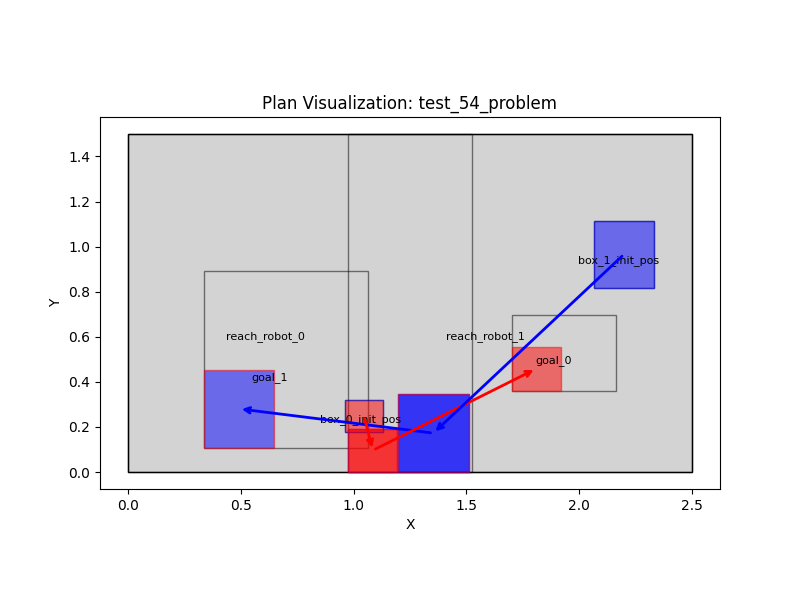 Plan Visualization: test_54_problem
Y
1.4
1.2
1.0
0.8
0.6
0.4
0.2
0.0
box_1_init_pos
reach_robot_0
reach_robot_1
goal_0
goal_1
box_0_init_pos
0.0
0.5
1.0
1.5
2.0
2.5
X